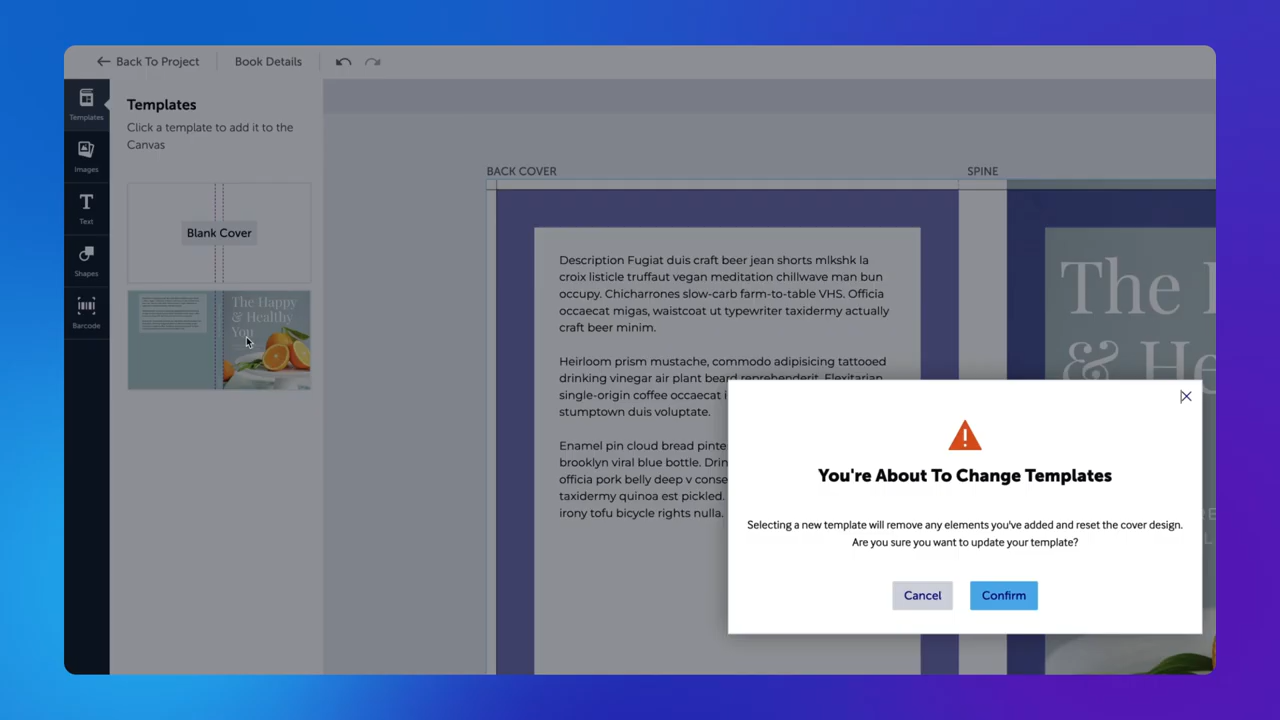 Back To Project
Book Details
Templates
Images
Text
Shapes
Barcode
Templates
Click a template to add it to the
Canvas
Blank Cover
The Happy
& Healthy
You
BACK COVER
SPINE
Description Fugiat duis craft beer jean shorts mlkshk la
croix listicle truffaut vegan meditation chillwave man bun
occupy. Chicharrones slow-carb farm-to-table VHS. Officia
occaecat migas, waistcoat ut typewriter taxidermy actually
craft beer minim.
Heirloom prism mustache, commodo adipisicing tattooed
drinking vinegar air plant beard reprehenderit. Flexitarian
single-origin coffee occaecat i
stumptown duis voluptate.
Enamel pin cloud bread pinte
brooklyn viral blue bottle. Drin
officia pork belly deep v conse
taxidermy quinoa est pickled.
irony tofu bicycle rights nulla.
The
& He
You're About To Change Templates
Selecting a new template will remove any elements you've added and reset the cover design.
Are you sure you want to update your template?
Cancel
Confirm